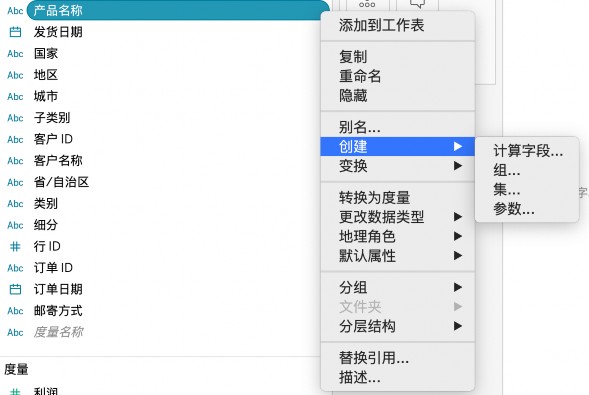 Abc 产品名称
发货日期
Abc 国家
Abc 地区
Abc 城市
Abc 子类别
Abc 客户 ID
Abc 客户名称
Abc 省/自治区
Abc 类别
Abc 细分
# 行 ID
Abc 订单 ID
订单日期
Abc 邮寄方式
Abc 度量名称
度量
# 利润
添加到工作表
复制
重命名
隐藏
别名...
创建
变换
转换为度量
更改数据类型
地理角色
默认属性
分组
文件夹
分层结构
替换引用...
描述...
计算字段...
组...
集...
参数...
字